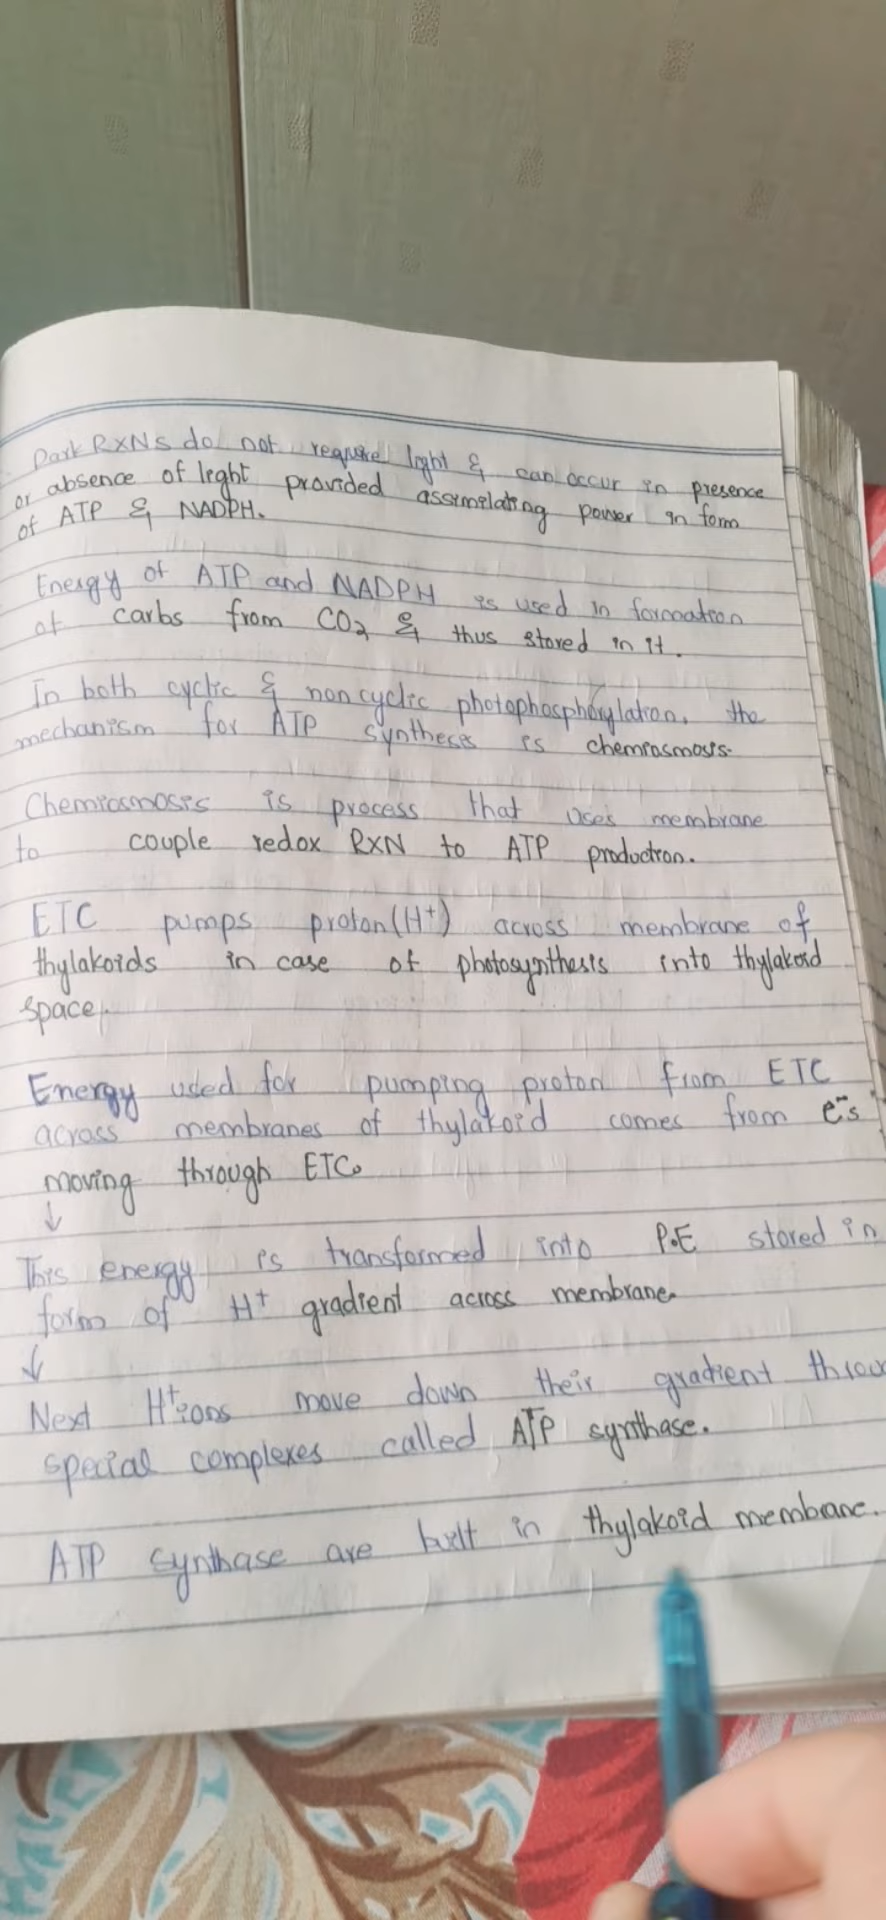 Dark RXNs do not require light & can occur in presence
or absence of light provided assimilating power in form
of ATP & NADPH.
Energy of ATP and NADPH is used in formation
of carbs from CO2 & thus stored in it.
In both cyclic & non cyclic photophosphorylation, the
mechanism for ATP synthesis is chemiosmosis.
Chemiosmosis is process that uses membrane
to couple redox RXN to ATP production.
ETC pumps proton (H+) across membrane of
thylakoids in case of photosynthesis into thylakoid
space.
Energy used for pumping proton from ETC
across membranes of thylakoid comes from e-s
moving through ETC.
↓
This energy is transformed into P.E stored in
form of H+ gradient across membrane.
↓
Next H+ ions move down their gradient throu
special complexes called ATP synthase.
ATP synthase are built in thylakoid membrane.